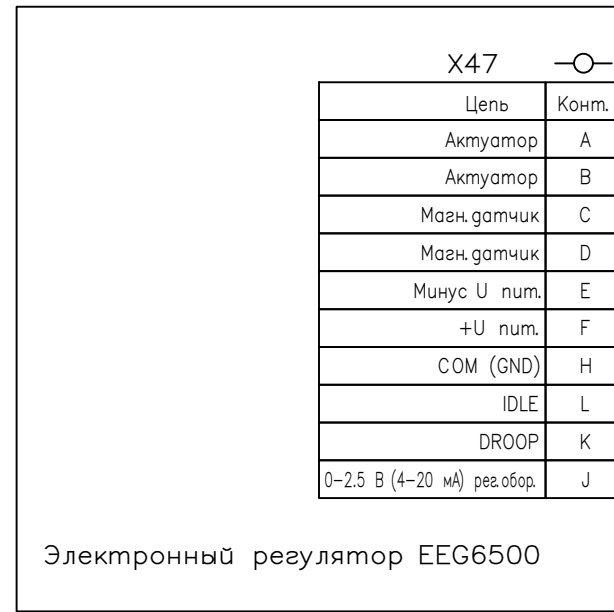 X47
Цепь Конт.
Актуатор A
Актуатор B
Магн. датчик C
Магн. датчик D
Минус U пит. E
+U пит. F
COM (GND) H
IDLE L
DROOP K
0–2.5 В (4–20 мА) рег. обор. J
Электронный регулятор EEG6500